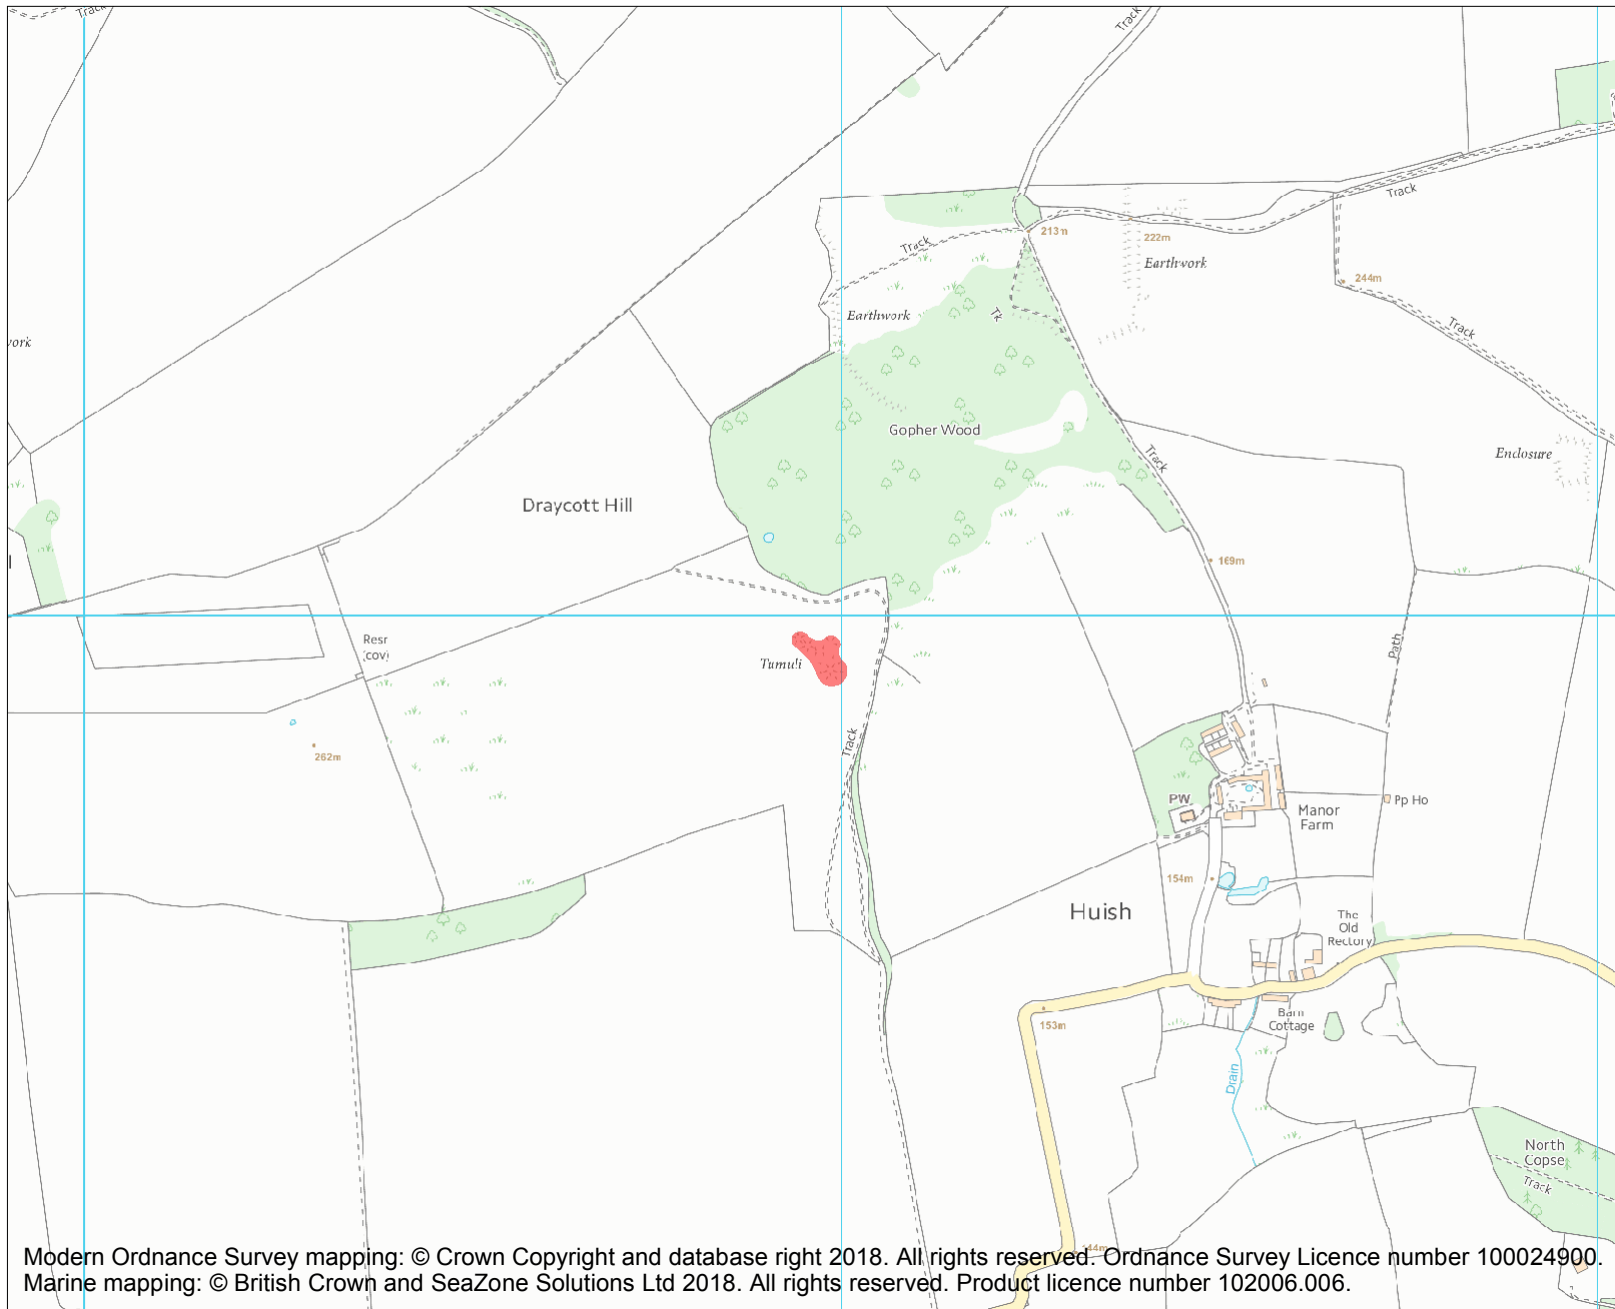 Track
Track
Track
Track
213m
222m
Earthwork
244m
Earthwork
Tk
Track
Gopher Wood
Track
Enclosure
Draycott Hill
169m
Resr
(cov)
Path
Tumuli
Track
262m
PW
Manor
Farm
Pp Ho
154m
Huish
The
Old
Rectory
153m
Barn
Cottage
Drain
North
Copse
Track
144m
Modern Ordnance Survey mapping: © Crown Copyright and database right 2018. All rights reserved. Ordnance Survey Licence number 100024900.
Marine mapping: © British Crown and SeaZone Solutions Ltd 2018. All rights reserved. Product licence number 102006.006.